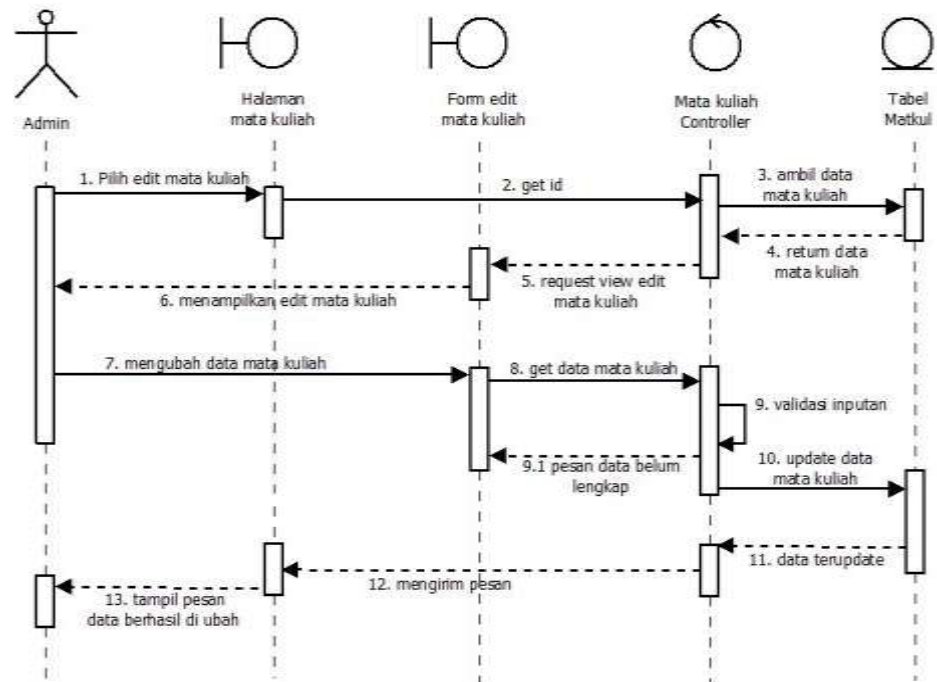 Admin
Halaman
mata kuliah
Form edit
mata kuliah
Mata kuliah
Controller
Tabel
Matkul
1. Pilih edit mata kuliah
2. get id
3. ambil data
mata kuliah
4. return data
mata kuliah
5. request view edit
mata kuliah
6. menampilkan edit mata kuliah
7. mengubah data mata kuliah
8. get data mata kuliah
9. validasi inputan
9.1 pesan data belum
lengkap
10. update data
mata kuliah
11. data terupdate
12. mengirim pesan
13. tampil pesan
data berhasil di ubah